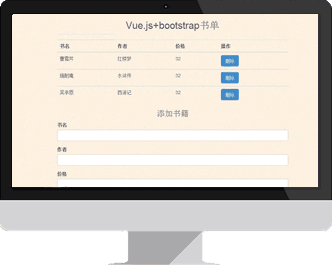 Vue.js+bootstrap书单
书名 作者 价格 操作
曹雪芹 红楼梦 32 删除
施耐庵 水浒传 32 删除
吴承恩 西游记 32 删除
添加书籍
书名
作者
价格